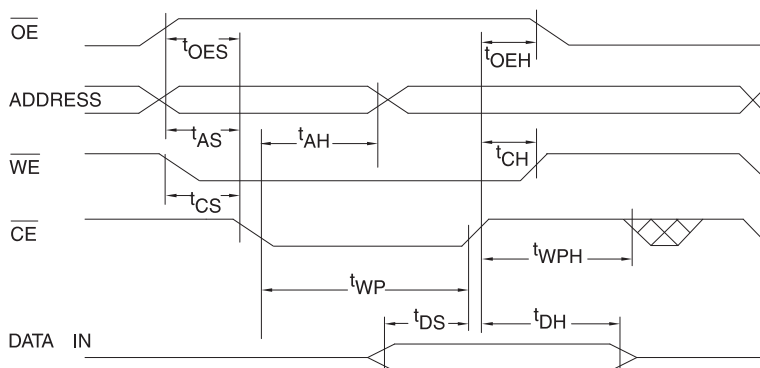 OE
tOES
tOEH
ADDRESS
tAS
tAH
tCH
WE
tCS
CE
tWPH
tWP
tDS
tDH
DATA IN